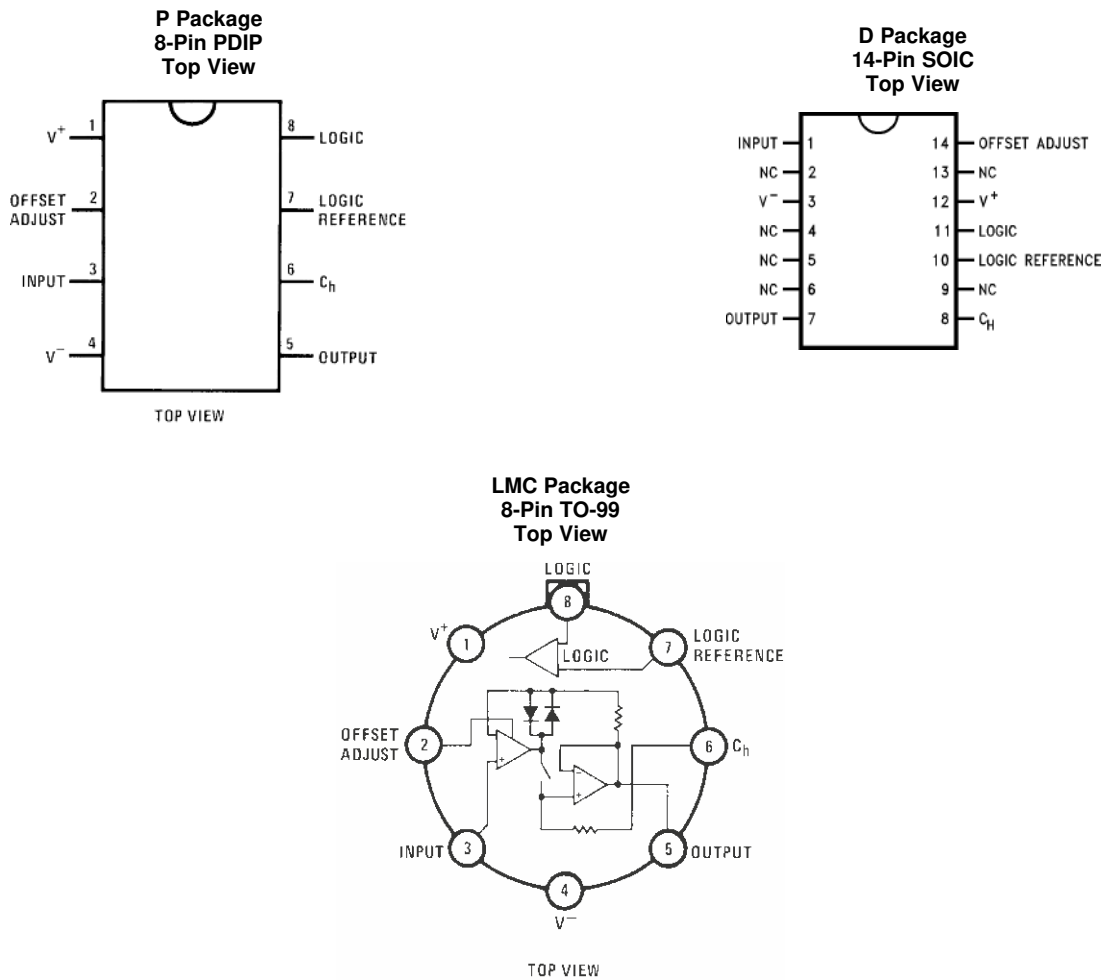 P Package
8-Pin PDIP
Top View
V+ 1
8 LOGIC
OFFSET ADJUST 2
7 LOGIC REFERENCE
INPUT 3
6 Ch
V− 4
5 OUTPUT
TOP VIEW
D Package
14-Pin SOIC
Top View
INPUT 1
14 OFFSET ADJUST
NC 2
13 NC
V− 3
12 V+
NC 4
11 LOGIC
NC 5
10 LOGIC REFERENCE
NC 6
9 NC
OUTPUT 7
8 CH
LMC Package
8-Pin TO-99
Top View
LOGIC
8
V+ 1
7 LOGIC
REFERENCE
LOGIC
OFFSET
ADJUST 2
6 Ch
+
−
+
INPUT 3
5 OUTPUT
4
V−
TOP VIEW